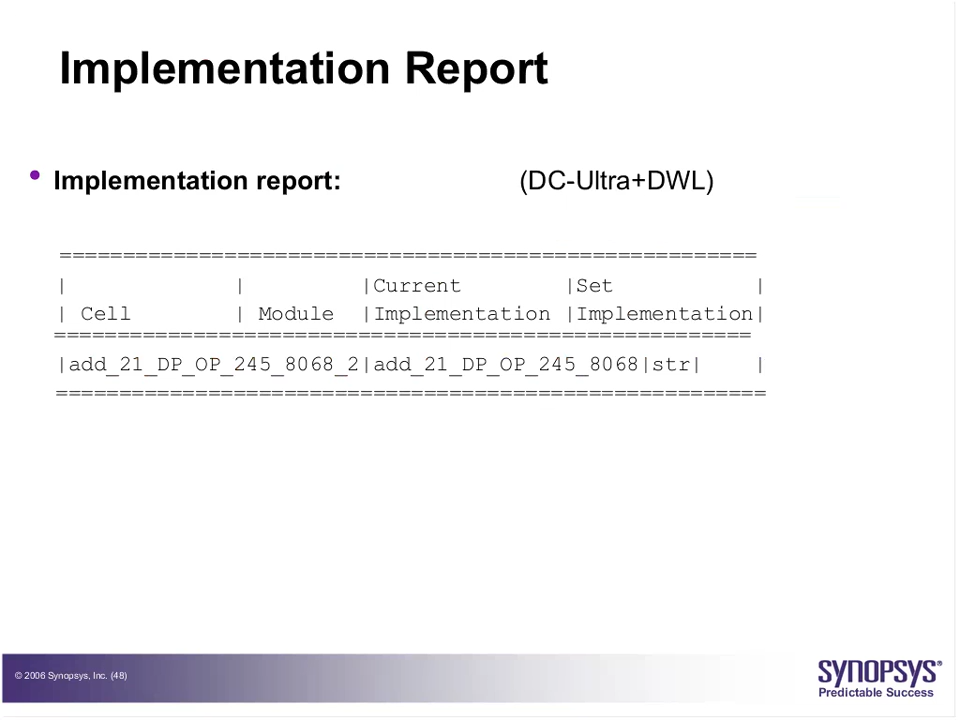 Implementation Report
• Implementation report: (DC-Ultra+DWL)
=======================================================
| | |Current |Set |
| Cell | Module |Implementation |Implementation|
=======================================================
|add_21_DP_OP_245_8068_2|add_21_DP_OP_245_8068|str| |
========================================================
© 2006 Synopsys, Inc. (48)
SYNOPSYS®
Predictable Success